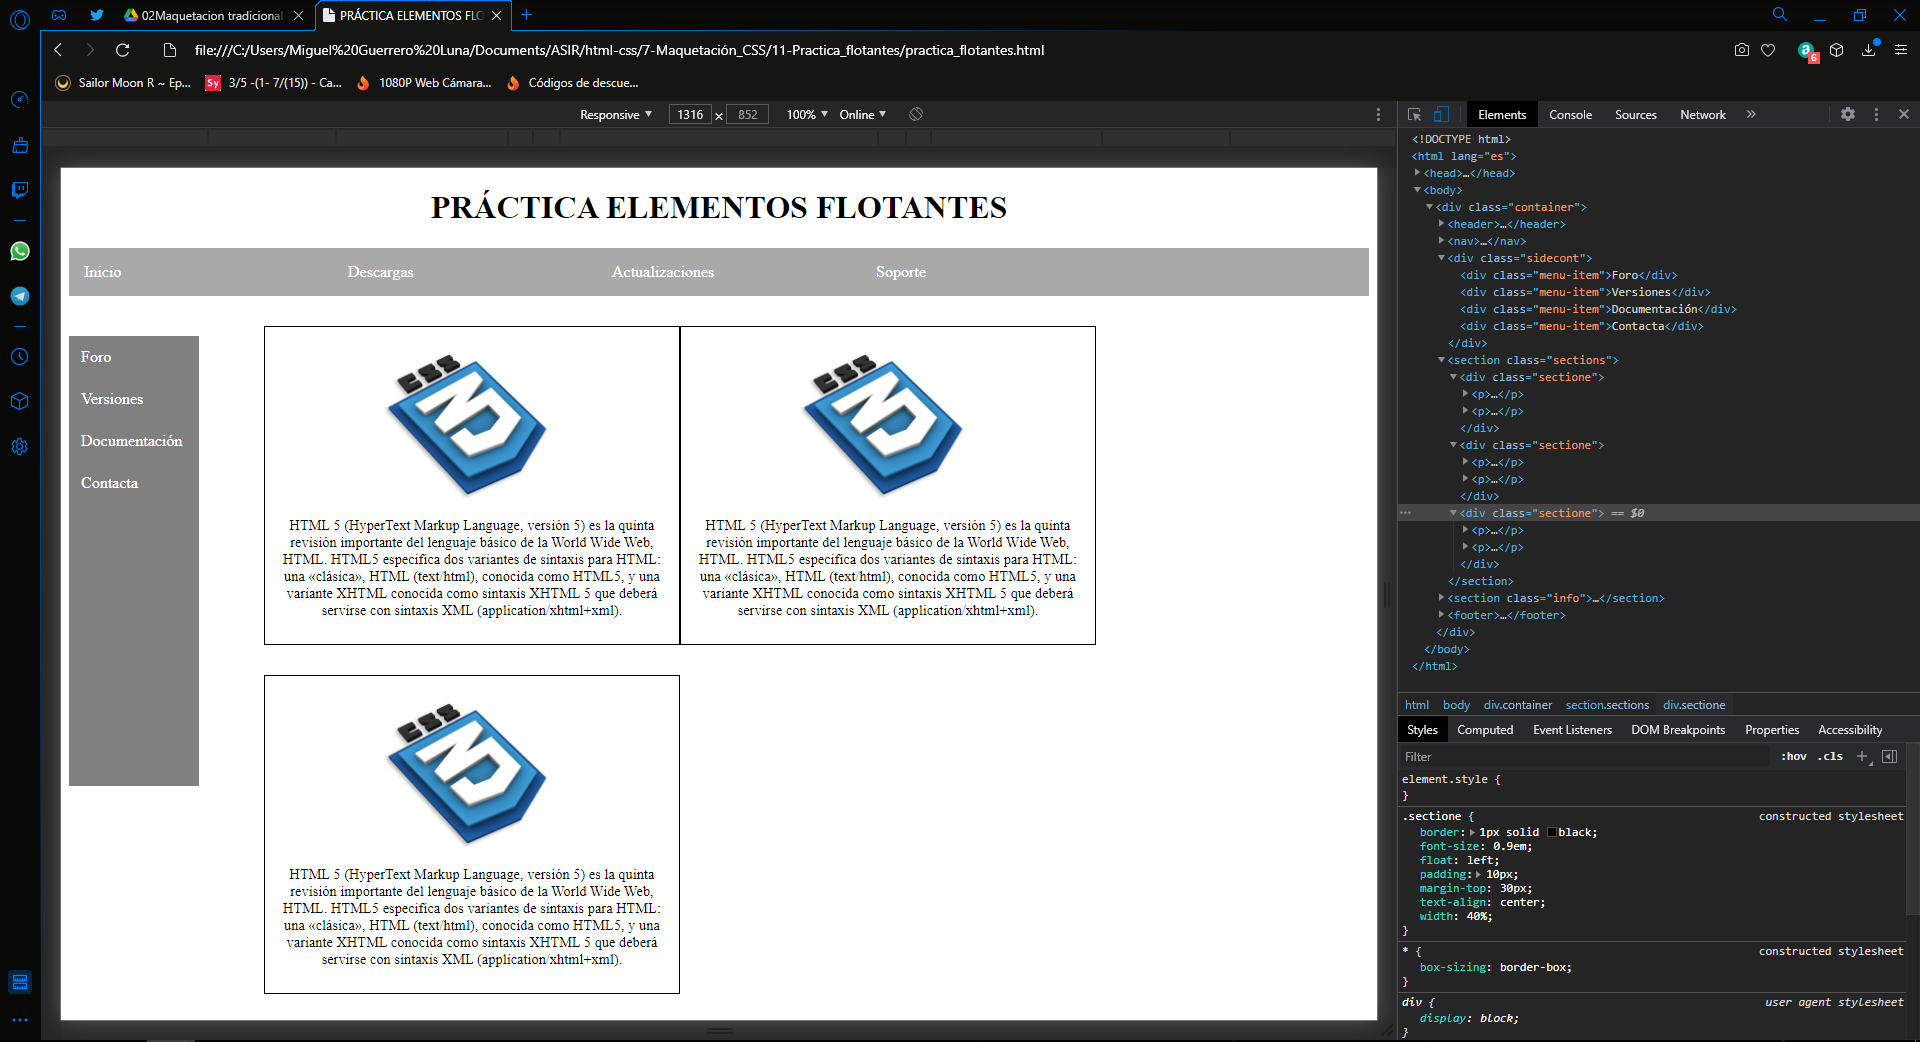 02Maquetacion tradicional
PRÁCTICA ELEMENTOS FLO
file:///C:/Users/Miguel%20Guerrero%20Luna/Documents/ASIR/html-css/7-Maquetación_CSS/11-Practica_flotantes/practica_flotantes.html
6
Sailor Moon R ~ Ep...
Sy
3/5 -(1- 7/(15)) - Ca...
1080P Web Cámara...
Códigos de descue...
Responsive
1316 × 852
100%
Online
Elements
Console
Sources
Network
»
PRÁCTICA ELEMENTOS FLOTANTES
Inicio
Descargas
Actualizaciones
Soporte
Foro
Versiones
Documentación
Contacta
HTML 5 (HyperText Markup Language, versión 5) es la quinta
revisión importante del lenguaje básico de la World Wide Web,
HTML. HTML5 especifica dos variantes de sintaxis para HTML:
una «clásica», HTML (text/html), conocida como HTML5, y una
variante XHTML conocida como sintaxis XHTML 5 que deberá
servirse con sintaxis XML (application/xhtml+xml).
HTML 5 (HyperText Markup Language, versión 5) es la quinta
revisión importante del lenguaje básico de la World Wide Web,
HTML. HTML5 especifica dos variantes de sintaxis para HTML:
una «clásica», HTML (text/html), conocida como HTML5, y una
variante XHTML conocida como sintaxis XHTML 5 que deberá
servirse con sintaxis XML (application/xhtml+xml).
HTML 5 (HyperText Markup Language, versión 5) es la quinta
revisión importante del lenguaje básico de la World Wide Web,
HTML. HTML5 especifica dos variantes de sintaxis para HTML:
una «clásica», HTML (text/html), conocida como HTML5, y una
variante XHTML conocida como sintaxis XHTML 5 que deberá
servirse con sintaxis XML (application/xhtml+xml).
<!DOCTYPE html>
<html lang="es">
<head>…</head>
<body>
<div class="container">
<header>…</header>
<nav>…</nav>
<div class="sidecont">
<div class="menu-item">Foro</div>
<div class="menu-item">Versiones</div>
<div class="menu-item">Documentación</div>
<div class="menu-item">Contacta</div>
</div>
<section class="sections">
<div class="sectione">
<p>…</p>
<p>…</p>
</div>
<div class="sectione">
<p>…</p>
<p>…</p>
</div>
<div class="sectione"> == $0
<p>…</p>
<p>…</p>
</div>
</section>
<section class="info">…</section>
<footer>…</footer>
</div>
</body>
</html>
html body div.container section.sections div.sectione
Styles Computed Event Listeners DOM Breakpoints Properties Accessibility
Filter
:hov .cls +
element.style {
}
.sectione { constructed stylesheet
border: 1px solid black;
font-size: 0.9em;
float: left;
padding: 10px;
margin-top: 30px;
text-align: center;
width: 40%;
}
* { constructed stylesheet
box-sizing: border-box;
}
div { user agent stylesheet
display: block;
}